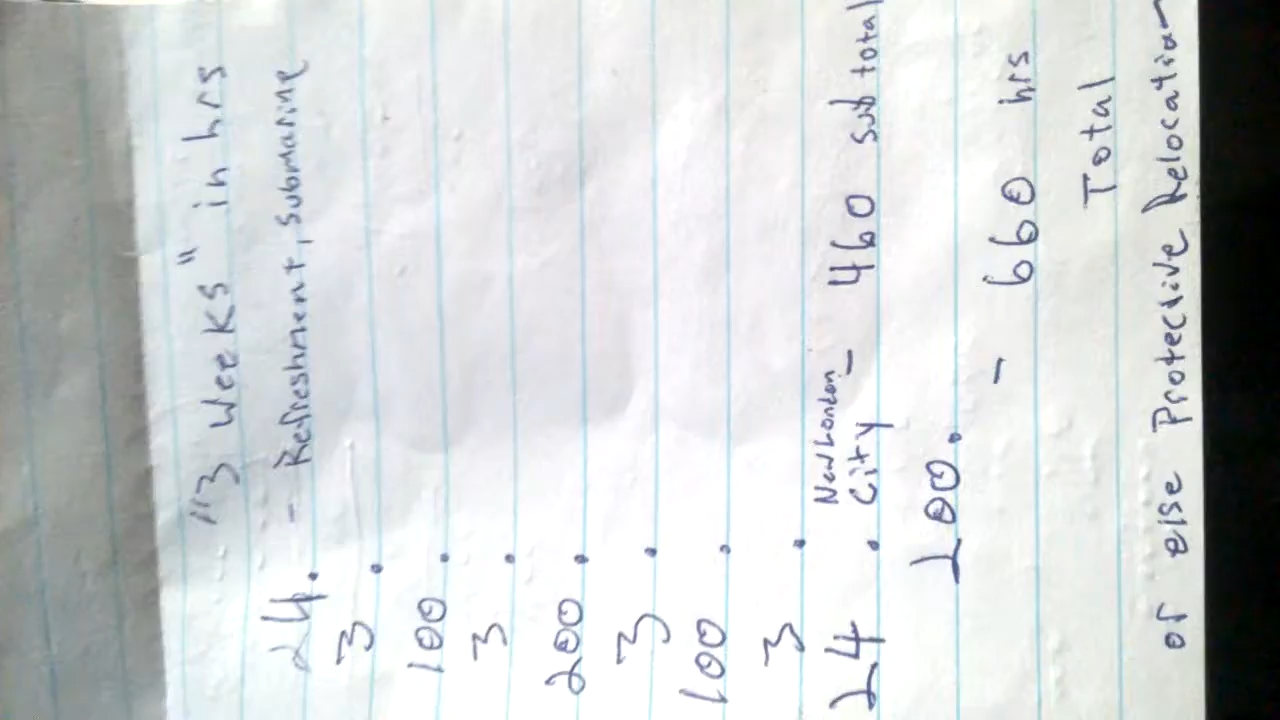 "3 weeks" in hrs
24. - Refreshment, submarine
3.
100.
3.
200.
3.
100.
3.
24. New London City - 460 sub total
200. - 660 hrs
Total
or else Protective Relocation